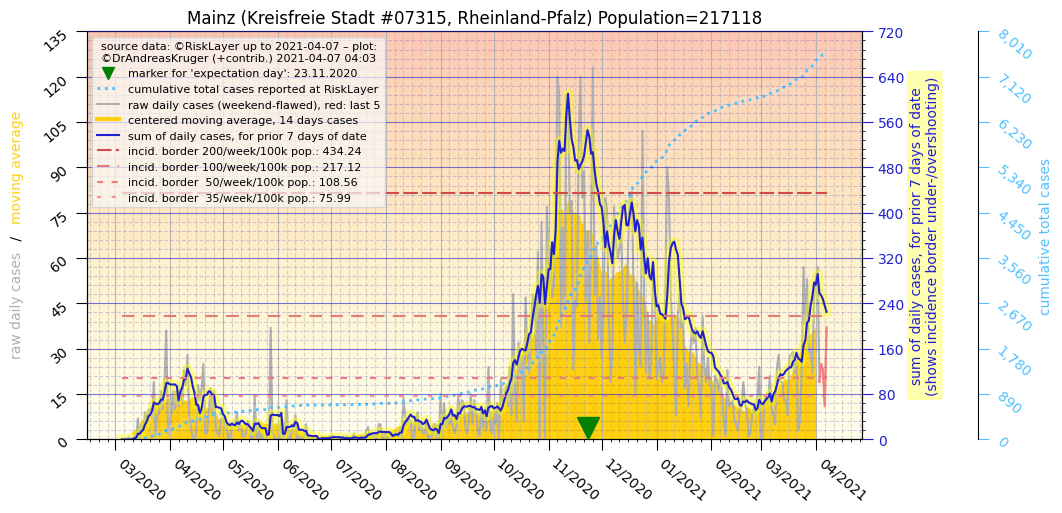 Mainz (Kreisfreie Stadt #07315, Rheinland-Pfalz) Population=217118
source data: ©RiskLayer up to 2021-04-07 – plot:
©DrAndreasKruger (+contrib.) 2021-04-07 04:03
marker for 'expectation day': 23.11.2020
cumulative total cases reported at RiskLayer
raw daily cases (weekend-flawed), red: last 5
centered moving average, 14 days cases
sum of daily cases, for prior 7 days of date
incid. border 200/week/100k pop.: 434.24
incid. border 100/week/100k pop.: 217.12
incid. border  50/week/100k pop.: 108.56
incid. border  35/week/100k pop.: 75.99
raw daily cases / moving average
135
120
105
90
75
60
45
30
15
0
03/2020
04/2020
05/2020
06/2020
07/2020
08/2020
09/2020
10/2020
11/2020
12/2020
01/2021
02/2021
03/2021
04/2021
720
640
560
480
400
320
240
160
80
0
sum of daily cases, for prior 7 days of date
(shows incidence border under-/overshooting)
8,010
7,120
6,230
5,340
4,450
3,560
2,670
1,780
890
0
cumulative total cases